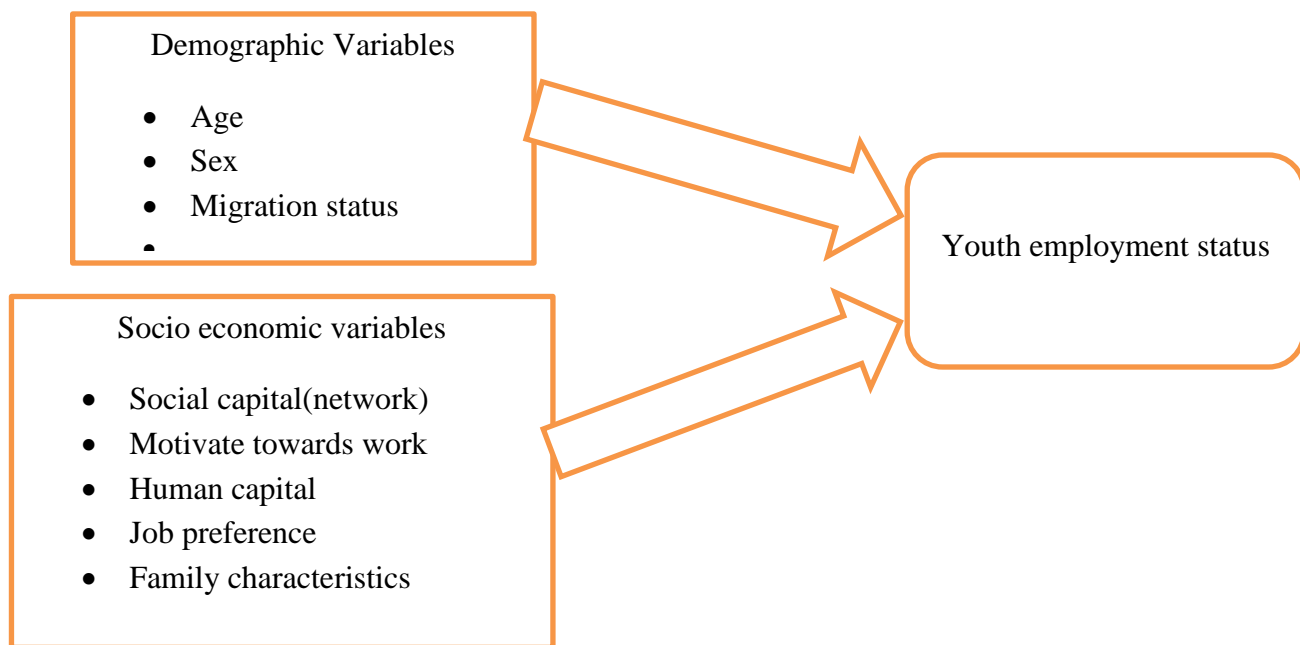 Demographic Variables
• Age
• Sex
• Migration status
•
Youth employment status
Socio economic variables
• Social capital(network)
• Motivate towards work
• Human capital
• Job preference
• Family characteristics